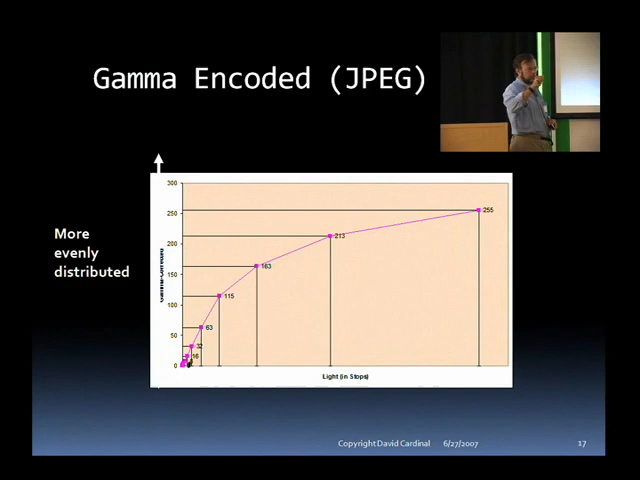 Gamma Encoded (JPEG)
More
evenly
distributed
300
250
200
150
100
50
0
255
213
163
115
63
32
16
Light (in Stops)
Copyright David Cardinal 6/27/2007 17